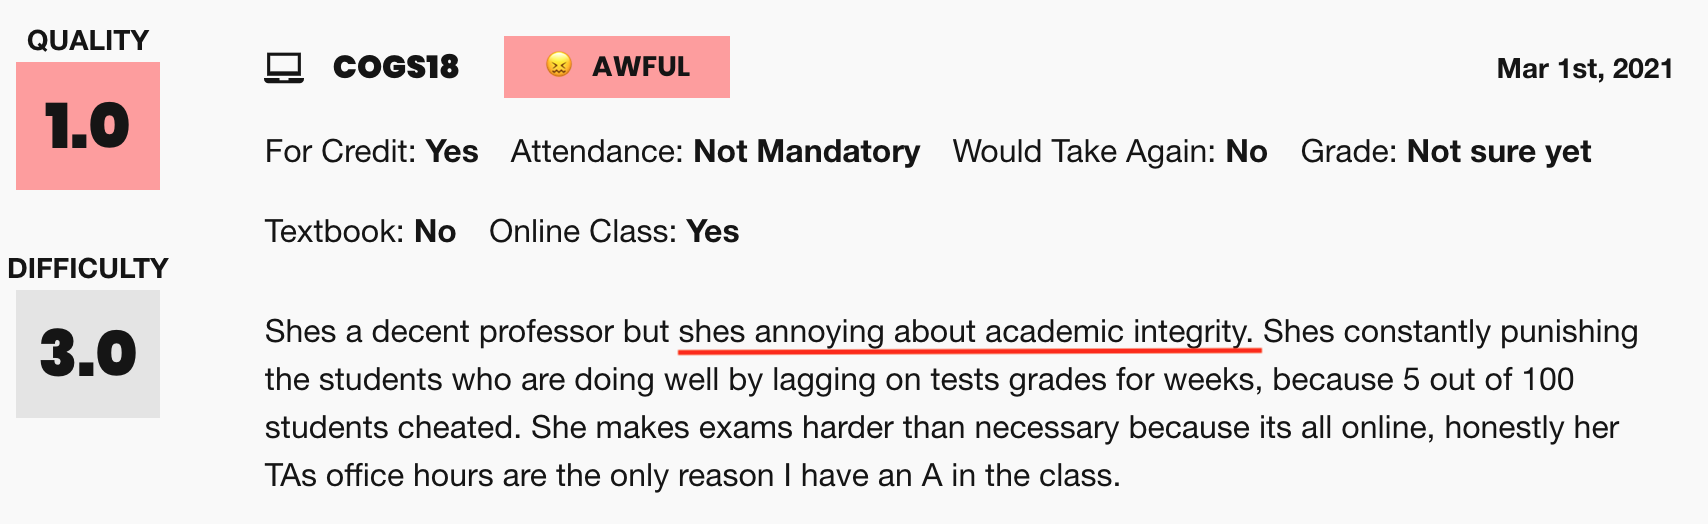 QUALITY
1.0
DIFFICULTY
3.0
COGS18
😖 AWFUL
Mar 1st, 2021
For Credit: Yes Attendance: Not Mandatory Would Take Again: No Grade: Not sure yet
Textbook: No Online Class: Yes
Shes a decent professor but shes annoying about academic integrity. Shes constantly punishing
the students who are doing well by lagging on tests grades for weeks, because 5 out of 100
students cheated. She makes exams harder than necessary because its all online, honestly her
TAs office hours are the only reason I have an A in the class.